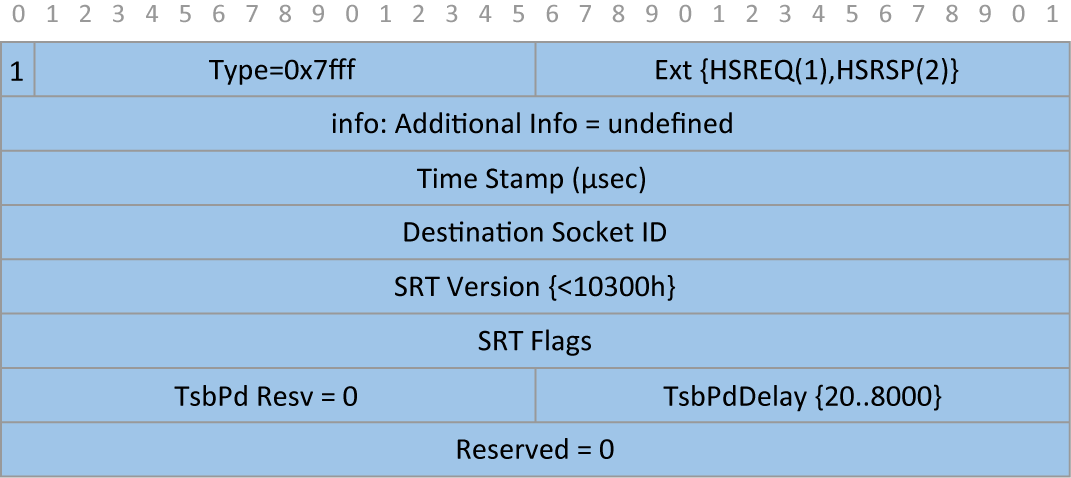 0 1 2 3 4 5 6 7 8 9 0 1 2 3 4 5 6 7 8 9 0 1 2 3 4 5 6 7 8 9 0 1
1 Type=0x7fff Ext {HSREQ(1),HSRSP(2)}
info: Additional Info = undefined
Time Stamp (μsec)
Destination Socket ID
SRT Version {<10300h}
SRT Flags
TsbPd Resv = 0 TsbPdDelay {20..8000}
Reserved = 0